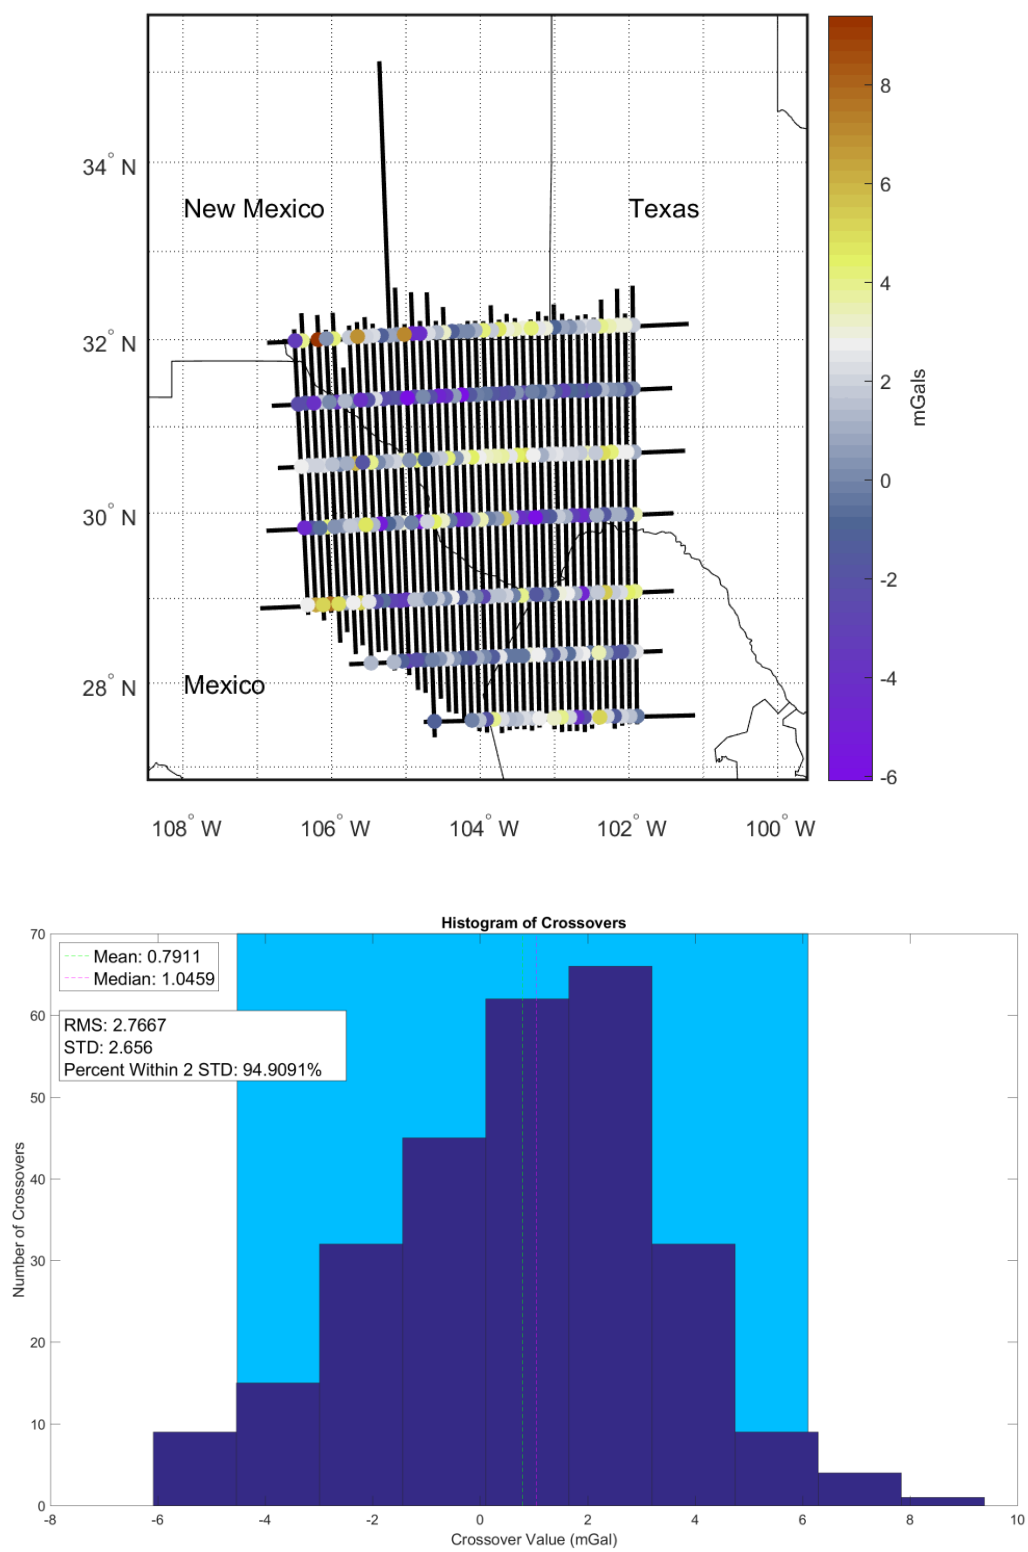 8
34° N
New Mexico
Texas
6
4
32° N
2
mGals
0
30° N
-2
-4
28° N
Mexico
-6
108° W
106° W
104° W
102° W
100° W
Histogram of Crossovers
70
Mean: 0.7911
Median: 1.0459
60
RMS: 2.7667
STD: 2.656
Percent Within 2 STD: 94.9091%
50
40
Number of Crossovers
30
20
10
0
-8
-6
-4
-2
0
2
4
6
8
10
Crossover Value (mGal)